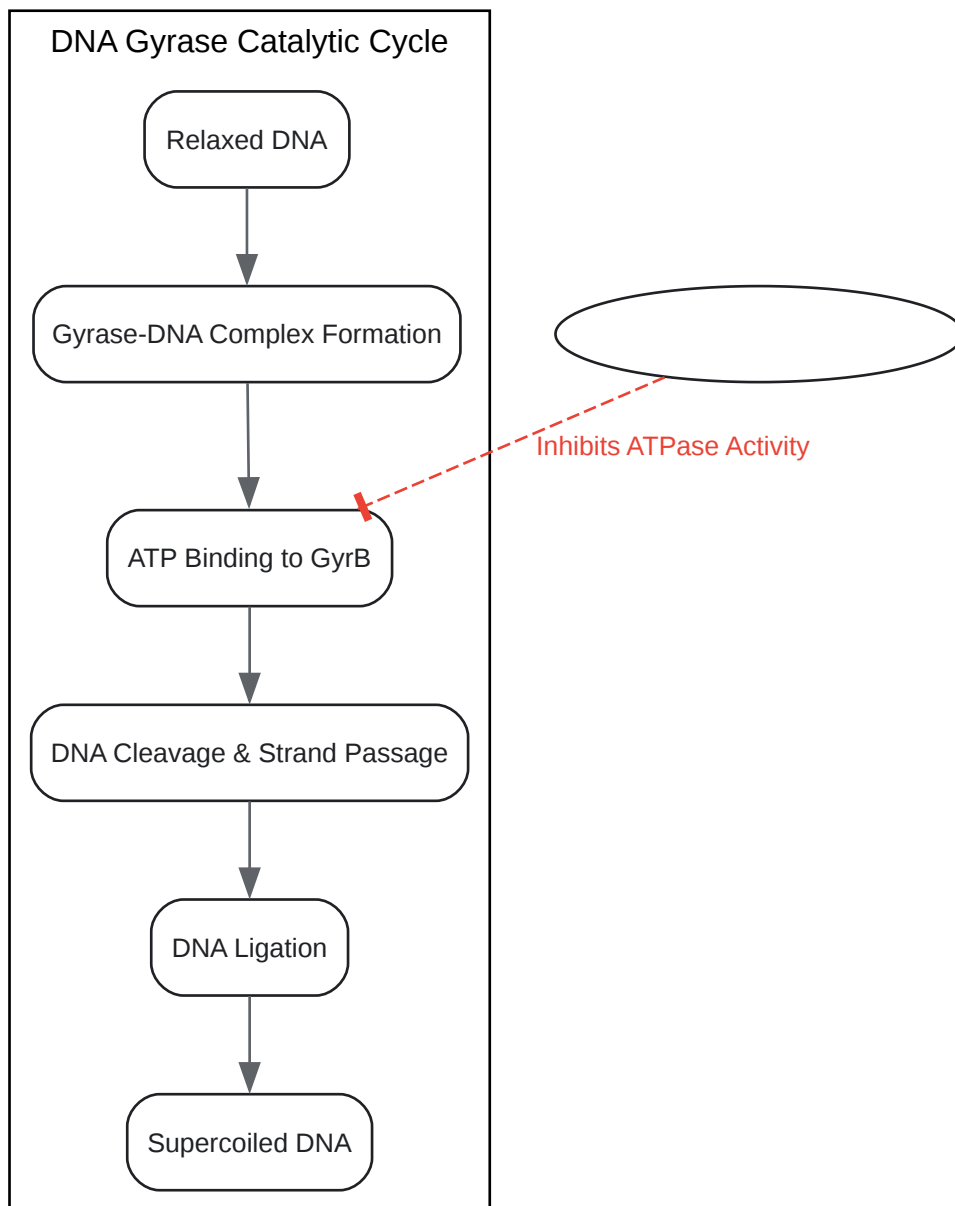 DNA Gyrase Catalytic Cycle
Relaxed DNA
Gyrase-DNA Complex Formation
Inhibits ATPase Activity
ATP Binding to GyrB
DNA Cleavage & Strand Passage
DNA Ligation
Supercoiled DNA